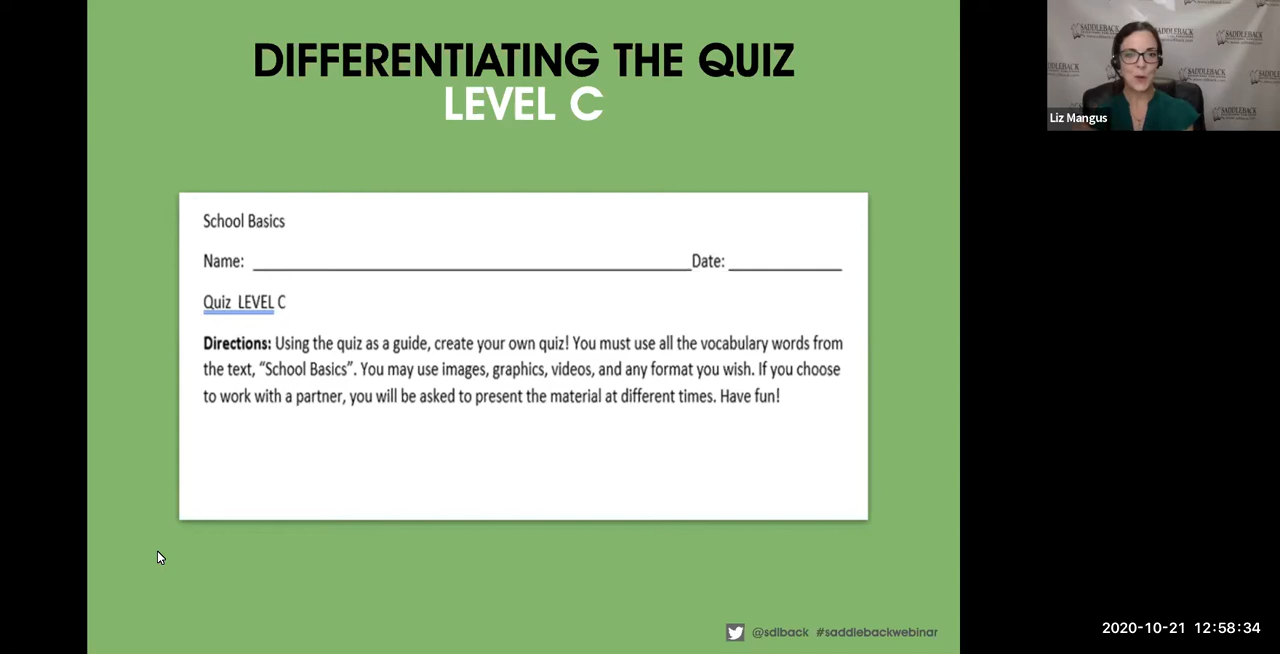 DIFFERENTIATING THE QUIZ
LEVEL C
School Basics
Name: ______________________________Date: ____________
Quiz LEVEL C
Directions: Using the quiz as a guide, create your own quiz! You must use all the vocabulary words from
the text, “School Basics”. You may use images, graphics, videos, and any format you wish. If you choose
to work with a partner, you will be asked to present the material at different times. Have fun!
@sdlback #saddlebackwebinar
SADDLEBACK
Liz Mangus
2020-10-21 12:58:34